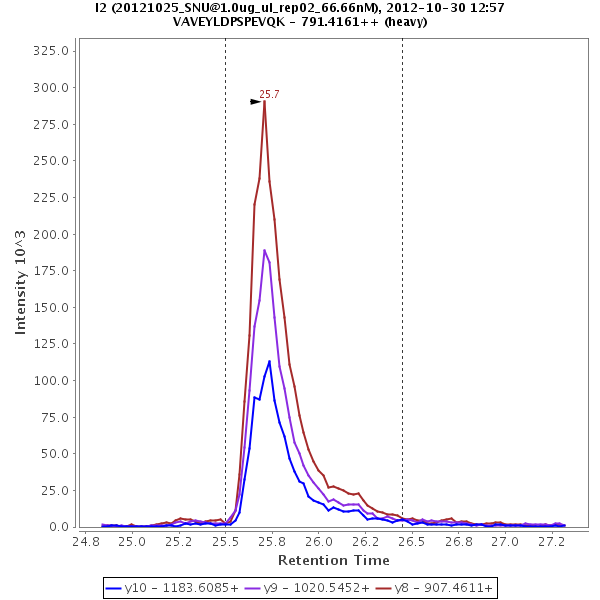 I2 (20121025_SNU@1.0ug_ul_rep02_66.66nM), 2012-10-30 12:57
VAVEYLDPSPEVQK - 791.4161++ (heavy)
325.0
300.0
275.0
250.0
225.0
200.0
175.0
150.0
125.0
100.0
75.0
50.0
25.0
0.0
Intensity 10^3
25.7
24.8 25.0 25.2 25.5 25.8 26.0 26.2 26.5 26.8 27.0 27.2
Retention Time
y10 - 1183.6085+ y9 - 1020.5452+ y8 - 907.4611+